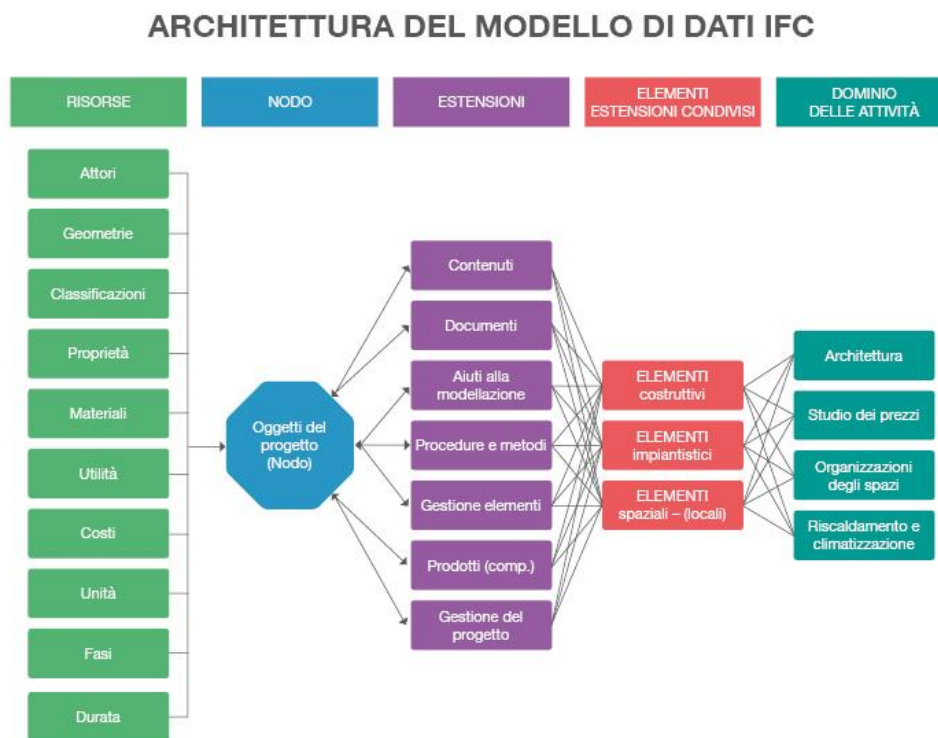 ARCHITETTURA DEL MODELLO DI DATI IFC
RISORSE
NODO
ESTENSIONI
ELEMENTI
ESTENSIONI CONDIVISI
DOMINIO
DELLE ATTIVITÀ
Attori
Geometrie
Classificazioni
Proprietà
Materiali
Utilità
Costi
Unità
Fasi
Durata
Oggetti del
progetto
(Nodo)
Contenuti
Documenti
Aiuti alla
modellazione
Procedure e metodi
Gestione elementi
Prodotti (comp.)
Gestione del
progetto
ELEMENTI
costruttivi
ELEMENTI
impiantistici
ELEMENTI
spaziali – (locali)
Architettura
Studio dei prezzi
Organizzazioni
degli spazi
Riscaldamento e
climatizzazione